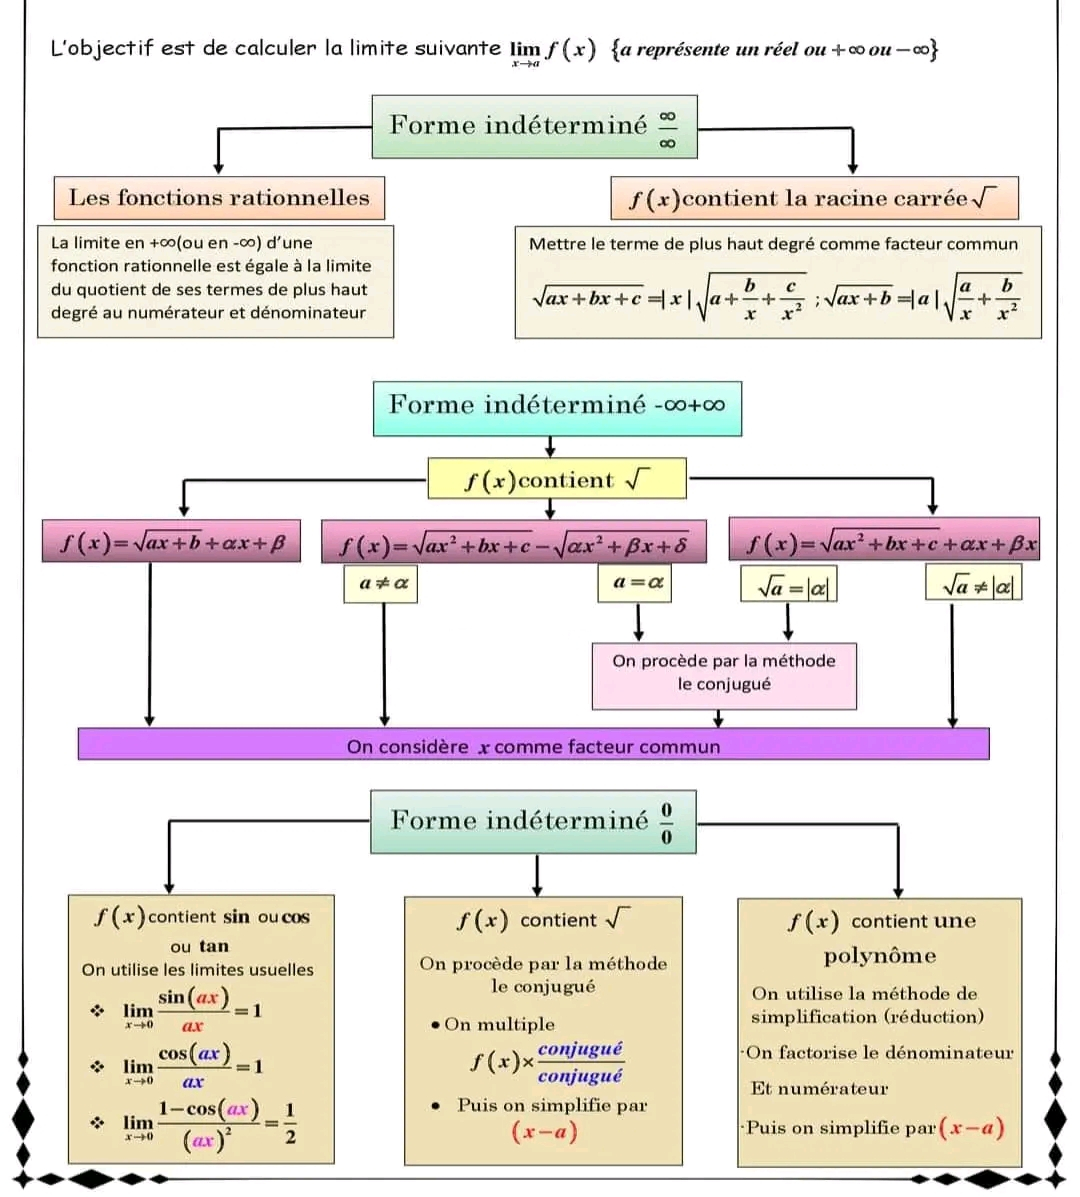 L'objectif est de calculer la limite suivante lim f(x) {a représente un réel ou +∞ ou −∞}
x→a
Forme indéterminé ∞/∞
Les fonctions rationnelles
La limite en +∞(ou en -∞) d'une
fonction rationnelle est égale à la limite
du quotient de ses termes de plus haut
degré au numérateur et dénominateur
f(x)contient la racine carrée √
Mettre le terme de plus haut degré comme facteur commun
√(ax+bx+c) =|x|√(a+b/x+c/x²) ; √(ax+b) =|a|√(a/x+b/x²)
Forme indéterminé -∞+∞
f(x)contient √
f(x)=√(ax+b)+αx+β
f(x)=√(ax²+bx+c)−√(αx²+βx+δ)
f(x)=√(ax²+bx+c)+αx+βx
a≠α
a=α
√a=|α|
√a≠|α|
On procède par la méthode
le conjugué
On considère x comme facteur commun
Forme indéterminé 0/0
f(x)contient sin ou cos
ou tan
On utilise les limites usuelles
❖ lim x→0 sin(ax)/ax =1
❖ lim x→0 cos(ax)/ax =1
❖ lim x→0 1−cos(ax)/(ax)² = 1/2
f(x) contient √
On procède par la méthode
le conjugué
• On multiple
f(x)× conjugué/conjugué
• Puis on simplifie par
(x−a)
f(x) contient une
polynôme
On utilise la méthode de
simplification (réduction)
·On factorise le dénominateur
Et numérateur
·Puis on simplifie par(x−a)